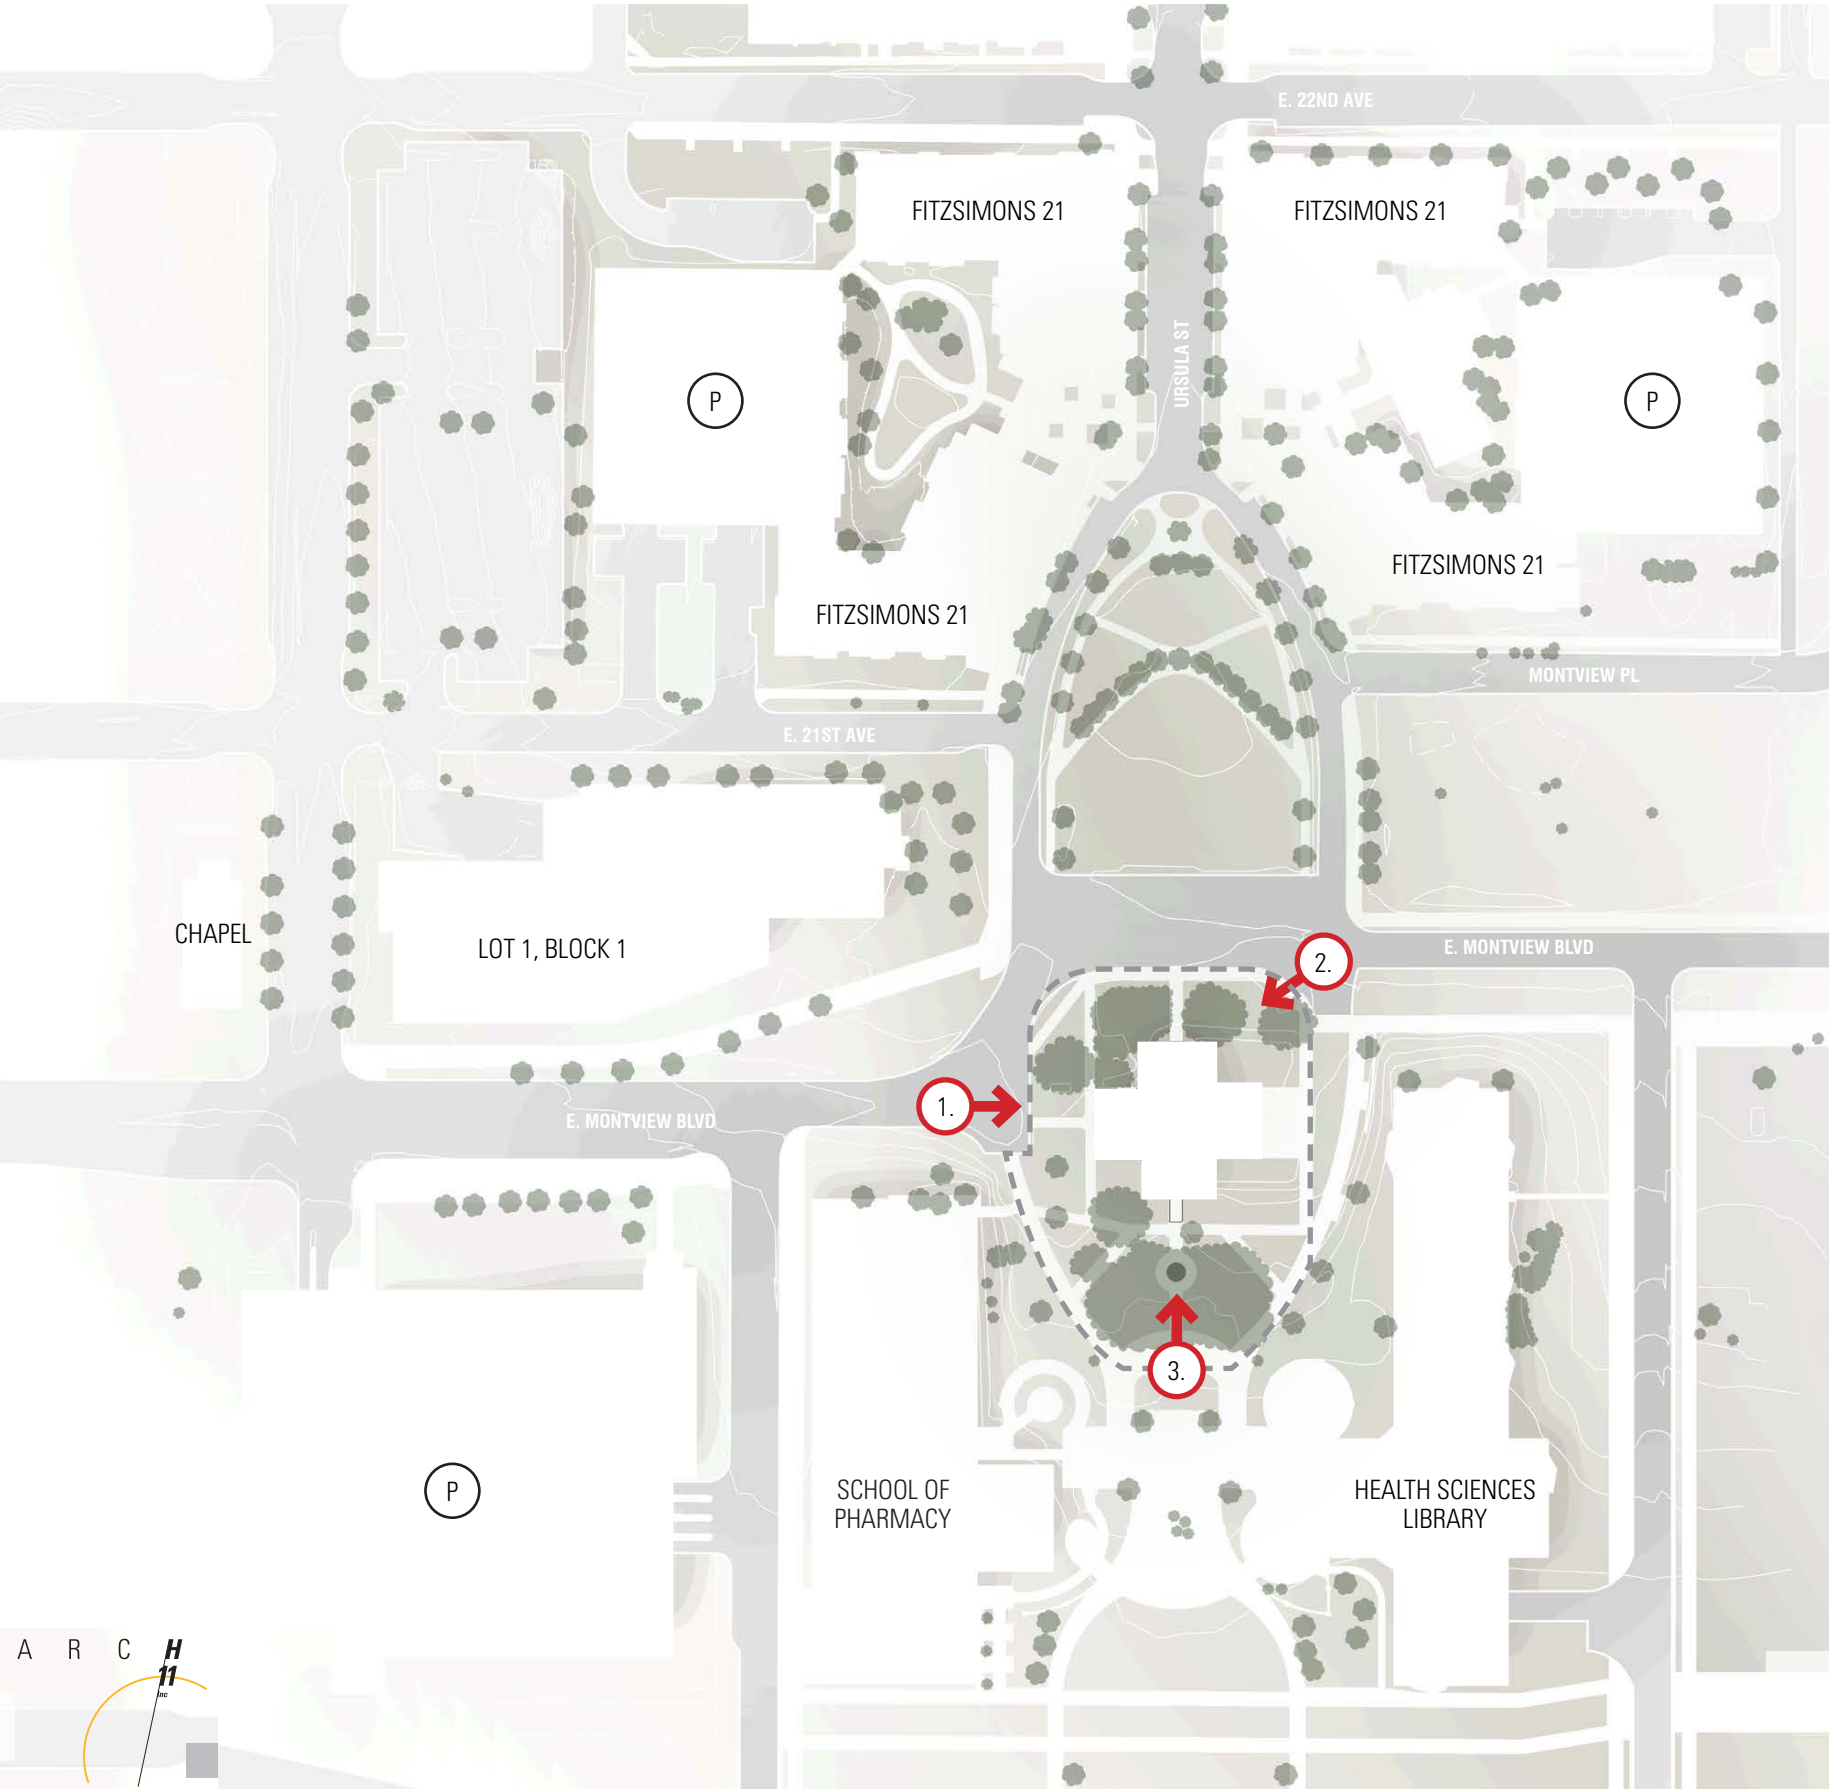 E. 22ND AVE
FITZSIMONS 21
FITZSIMONS 21
URSULA ST
P
P
FITZSIMONS 21
FITZSIMONS 21
MONTVIEW PL
E. 21ST AVE
CHAPEL
LOT 1, BLOCK 1
E. MONTVIEW BLVD
2.
1.
E. MONTVIEW BLVD
3.
P
SCHOOL OF
PHARMACY
HEALTH SCIENCES
LIBRARY
A R C H
11
inc